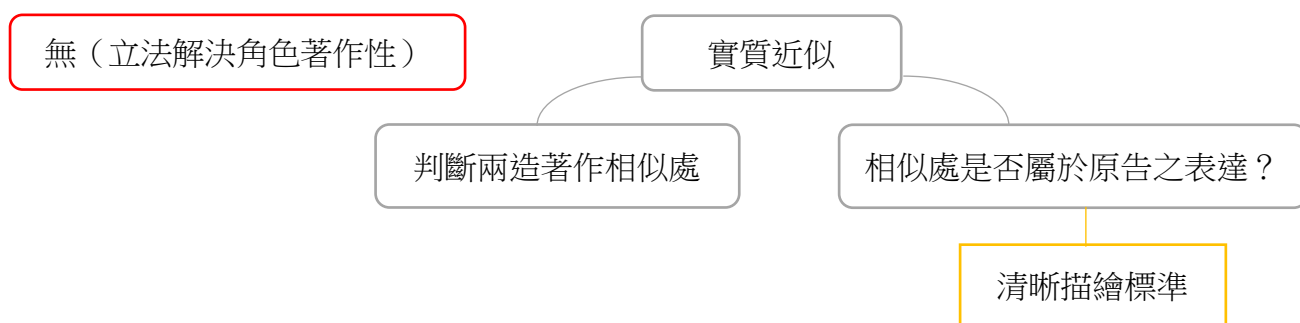 無（立法解決角色著作性）
實質近似
判斷兩造著作相似處
相似處是否屬於原告之表達？
清晰描繪標準